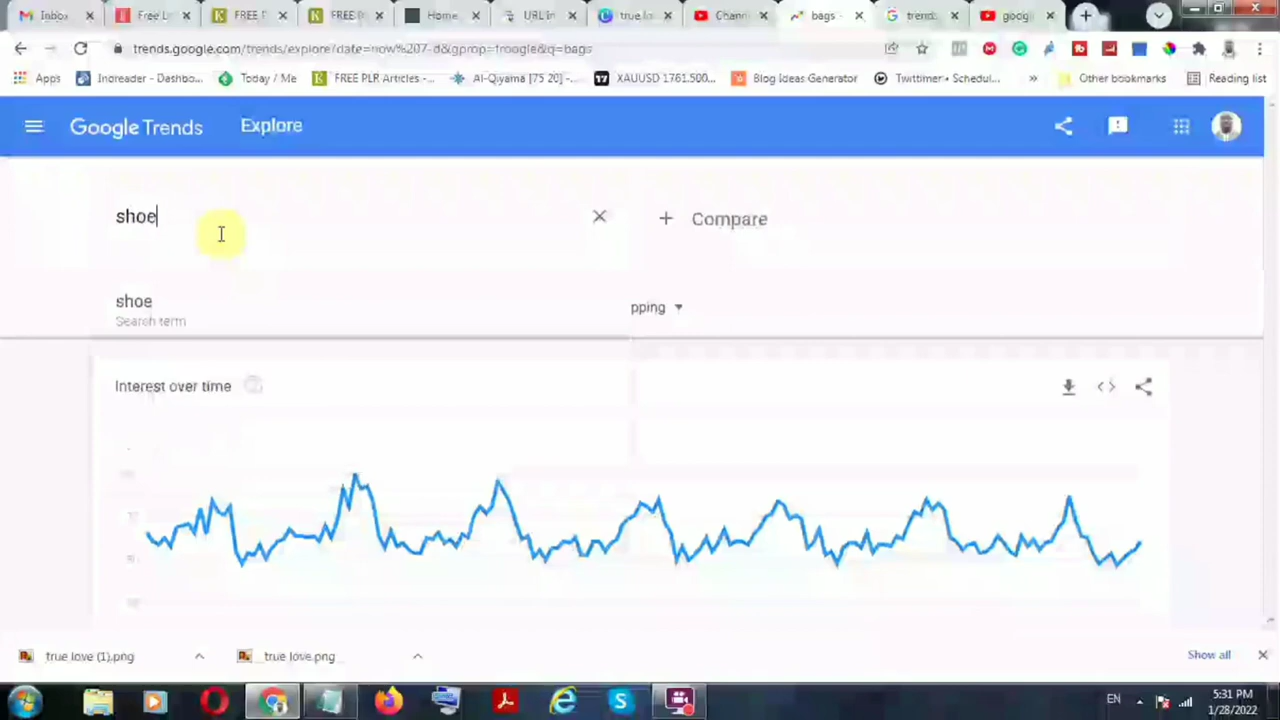 Inbox
Free L
FREE P
FREE P
Home
URL in
true lo
Chann
bags -
trends
goog
trends.google.com/trends/explore?date=now%207-d&gprop=froogle&q=bags
Apps
Inoreader - Dashbo...
Today / Me
FREE PLR Articles -...
Al-Qiyama [75 20] -...
XAUUSD 1761.500...
Blog Ideas Generator
Twittimer • Schedul...
»
Other bookmarks
Reading list
Google Trends
Explore
shoe
+ Compare
shoe
Search term
pping
Interest over time
true love (1).png
true love.png
Show all
EN
5:31 PM
1/28/2022